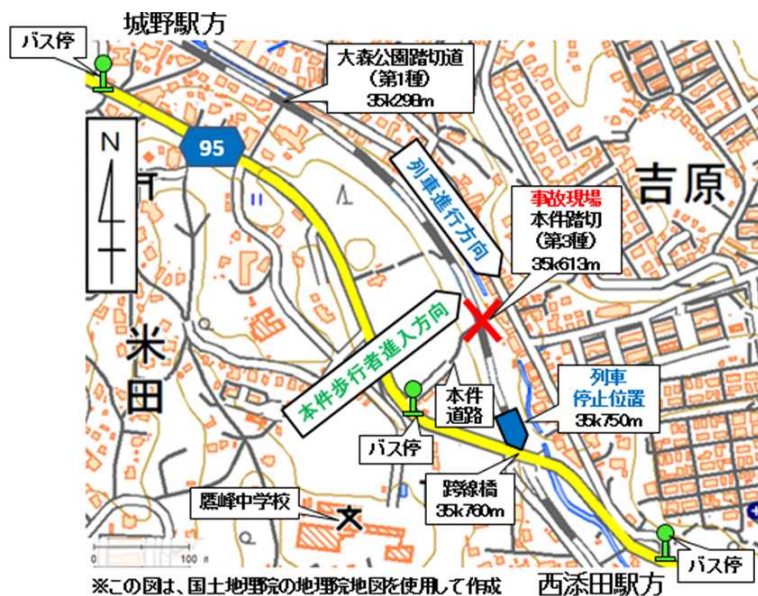 城野駅方
バス停
大森公園踏切道
(第1種)
35k298m
N
95
列車進行方向
吉原
事故現場
本件踏切
(第3種)
35k613m
本件歩行者進入方向
米田
本件
道路
列車
停止位置
35k750m
バス停
跨線橋
35k760m
鷹峰中学校
文
100 m
バス停
※この図は、国土地理院の地理院地図を使用して作成
西添田駅方